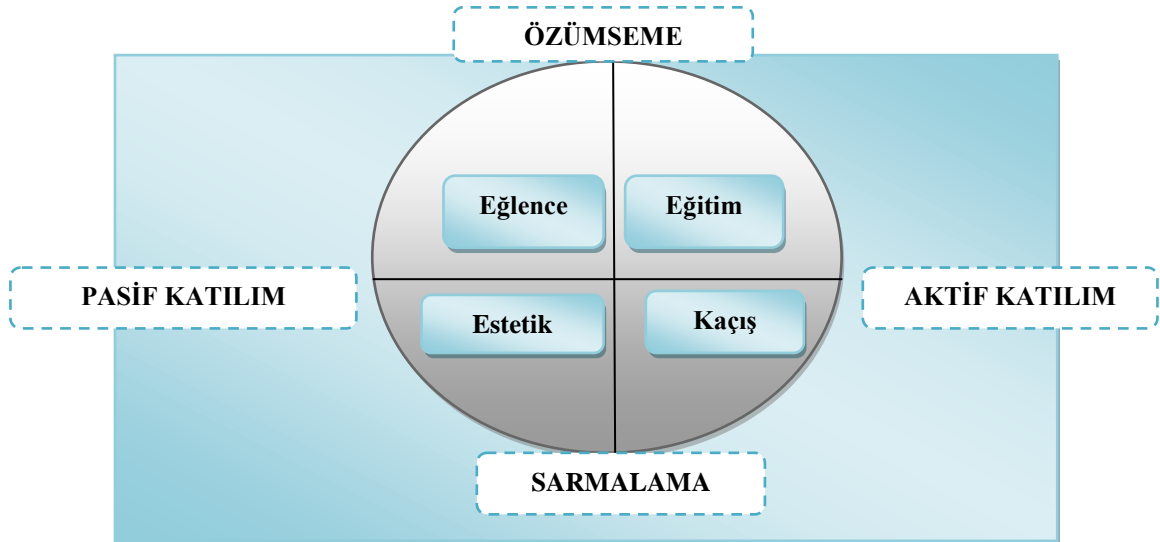 ÖZÜMSEME
Eğlence
Eğitim
PASİF KATILIM
AKTİF KATILIM
Estetik
Kaçış
SARMALAMA